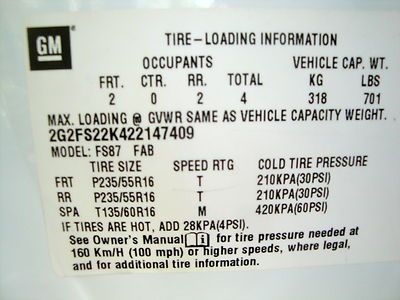 GM TIRE-LOADING INFORMATION
OCCUPANTS VEHICLE CAP. WT.
FRT. CTR. RR. TOTAL KG LBS
2 0 2 4 318 701
MAX. LOADING @ GVWR SAME AS VEHICLE CAPACITY WEIGHT.
2G2FS22K422147409
MODEL: FS87 FAB
TIRE SIZE SPEED RTG COLD TIRE PRESSURE
FRT P235/55R16 T 210KPA(30PSI)
RR P235/55R16 T 210KPA(30PSI)
SPA T135/60R16 M 420KPA(60PSI)
IF TIRES ARE HOT, ADD 28KPA(4PSI).
See Owner's Manual i for tire pressure needed at
160 Km/H (100 mph) or higher speeds, where legal,
and for additional tire information.